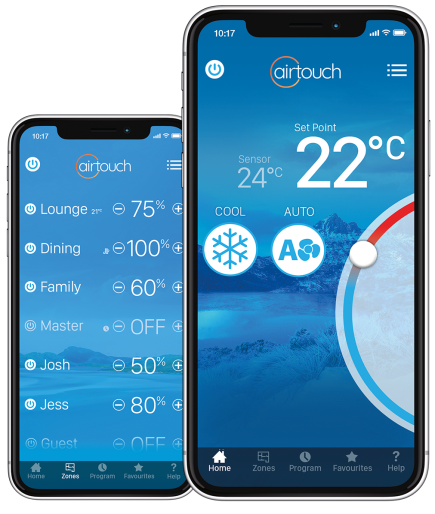 10:17
airtouch
Lounge 21° 75%
Dining 100%
Family 60%
Master OFF
Josh 50%
Jess 80%
Guest OFF
Home Zones Program Favourites Help
10:17
airtouch
Set Point
22°C
Sensor
24°C
COOL AUTO
A
Home Zones Program Favourites Help